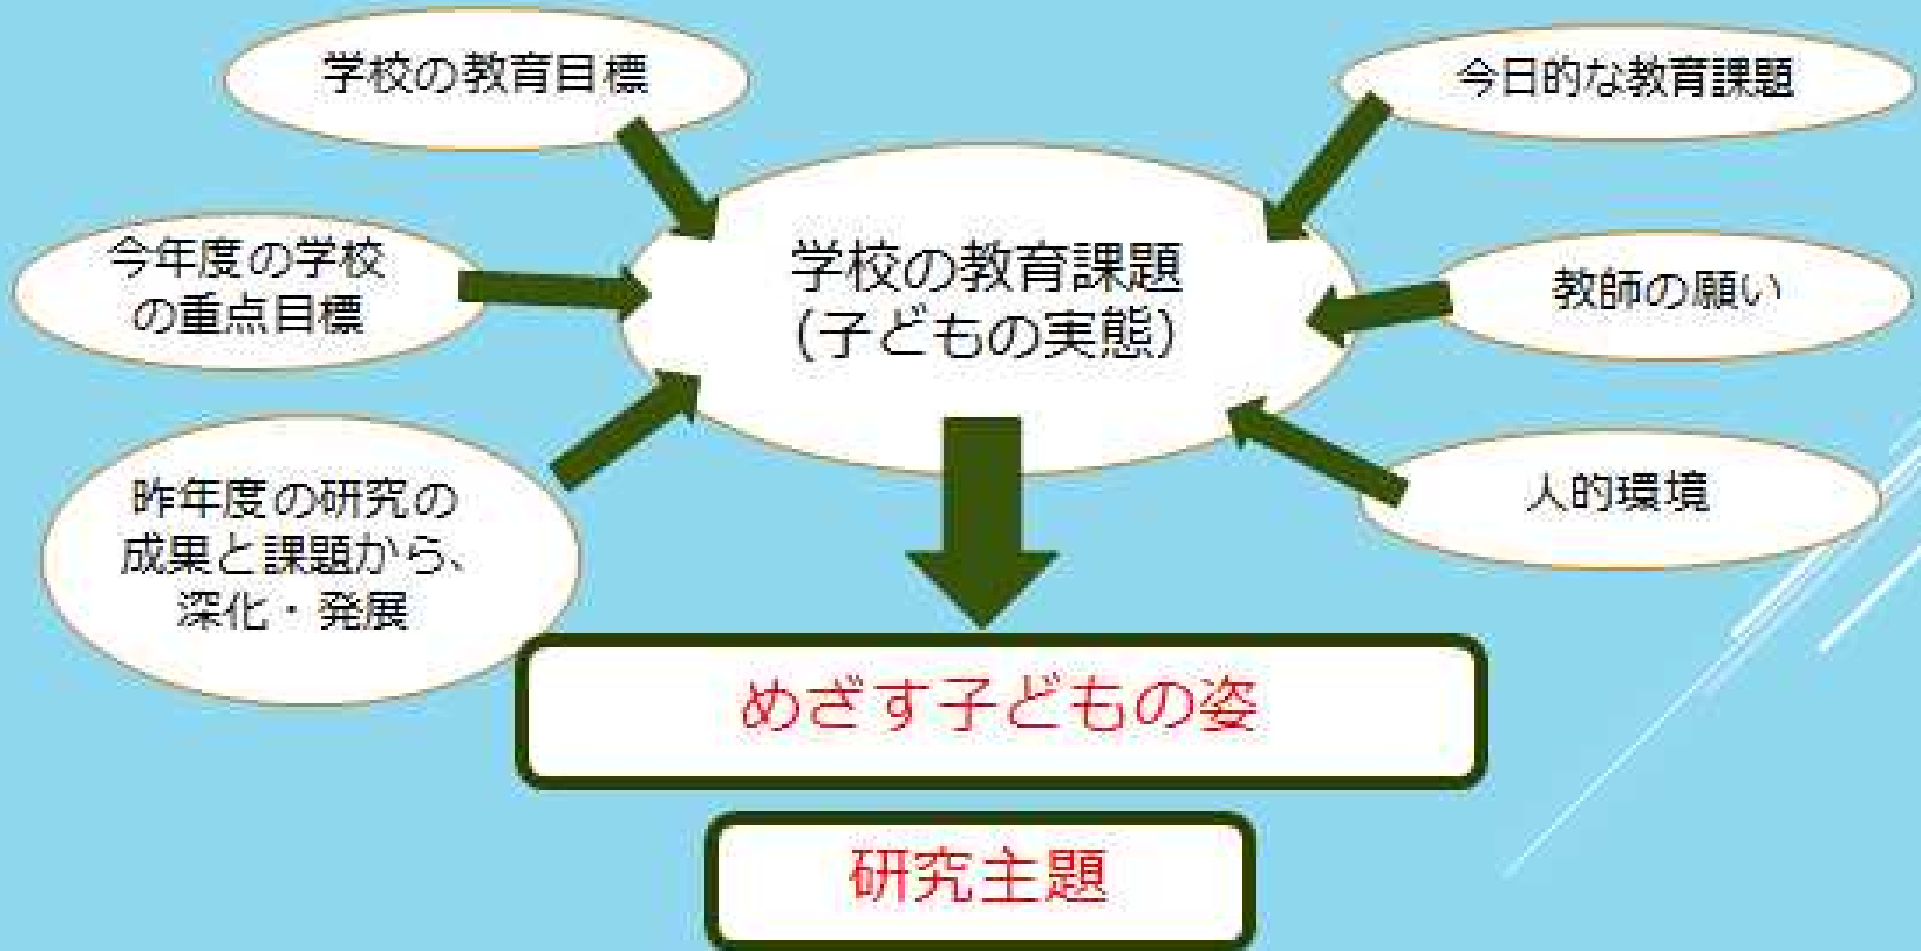 学校の教育目標
今日的な教育課題
今年度の学校
の重点目標
学校の教育課題
(子どもの実態)
教師の願い
昨年度の研究の
成果と課題から、
深化・発展
人的環境
めざす子どもの姿
研究主題